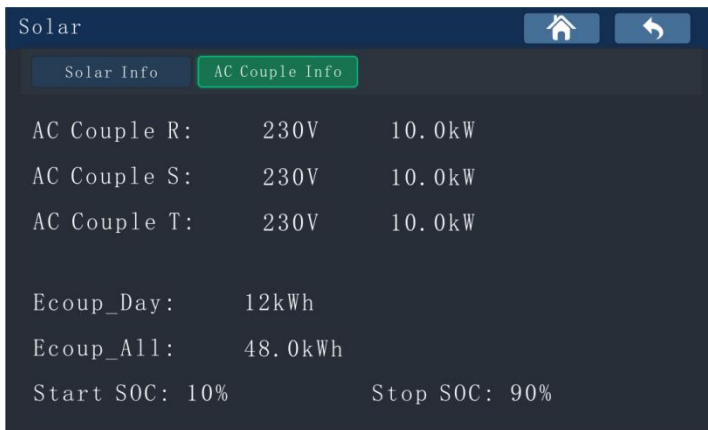 Solar
Solar Info AC Couple Info
AC Couple R: 230V 10.0kW
AC Couple S: 230V 10.0kW
AC Couple T: 230V 10.0kW
Ecoup_Day: 12kWh
Ecoup_All: 48.0kWh
Start SOC: 10% Stop SOC: 90%